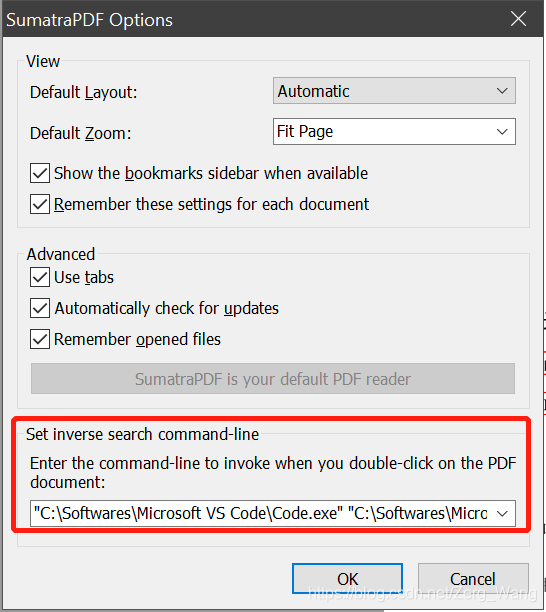 SumatraPDF Options
View
Default Layout:
Automatic
Default Zoom:
Fit Page
Show the bookmarks sidebar when available
Remember these settings for each document
Advanced
Use tabs
Automatically check for updates
Remember opened files
SumatraPDF is your default PDF reader
Set inverse search command-line
Enter the command-line to invoke when you double-click on the PDF
document:
"C:\Softwares\Microsoft VS Code\Code.exe" "C:\Softwares\Micro
OK
Cancel
https://blog.csdn.net/Zerg_Wang